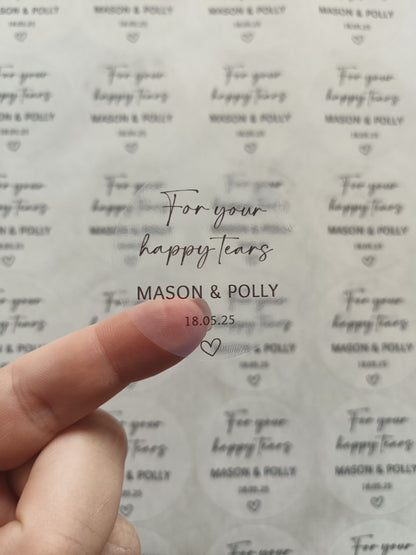 For your
happy Tears
MASON & POLLY
18.05.25